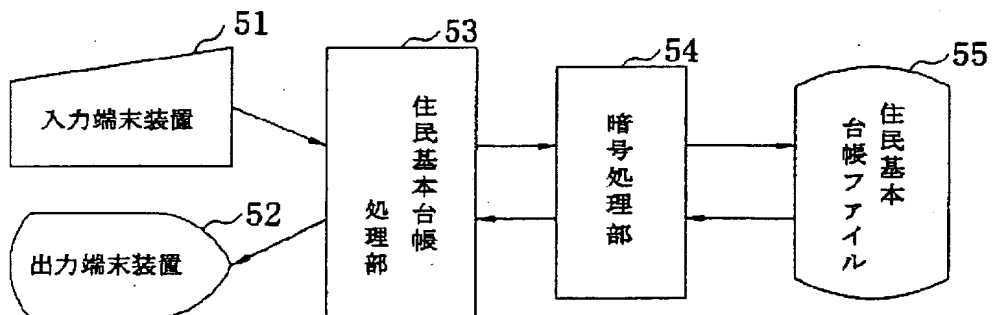 51
入力端末装置
52
出力端末装置
53
住民基本台帳
処理部
54
暗号処理部
55
住民基本
台帳ファイル